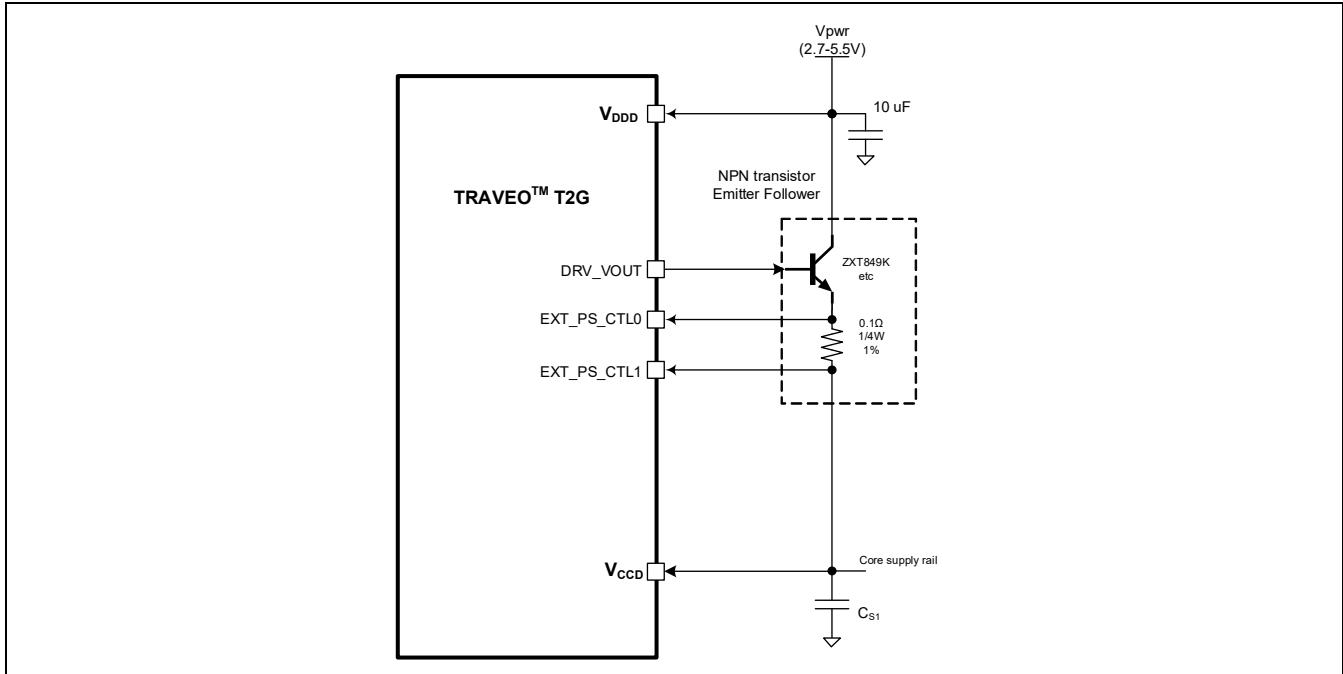 Vpwr
(2.7-5.5V)
10 uF
VDDD
NPN transistor
Emitter Follower
TRAVEO™ T2G
ZXT849K
etc
DRV_VOUT
EXT_PS_CTL0
0.1Ω
1/4W
1%
EXT_PS_CTL1
Core supply rail
VCCD
CS1